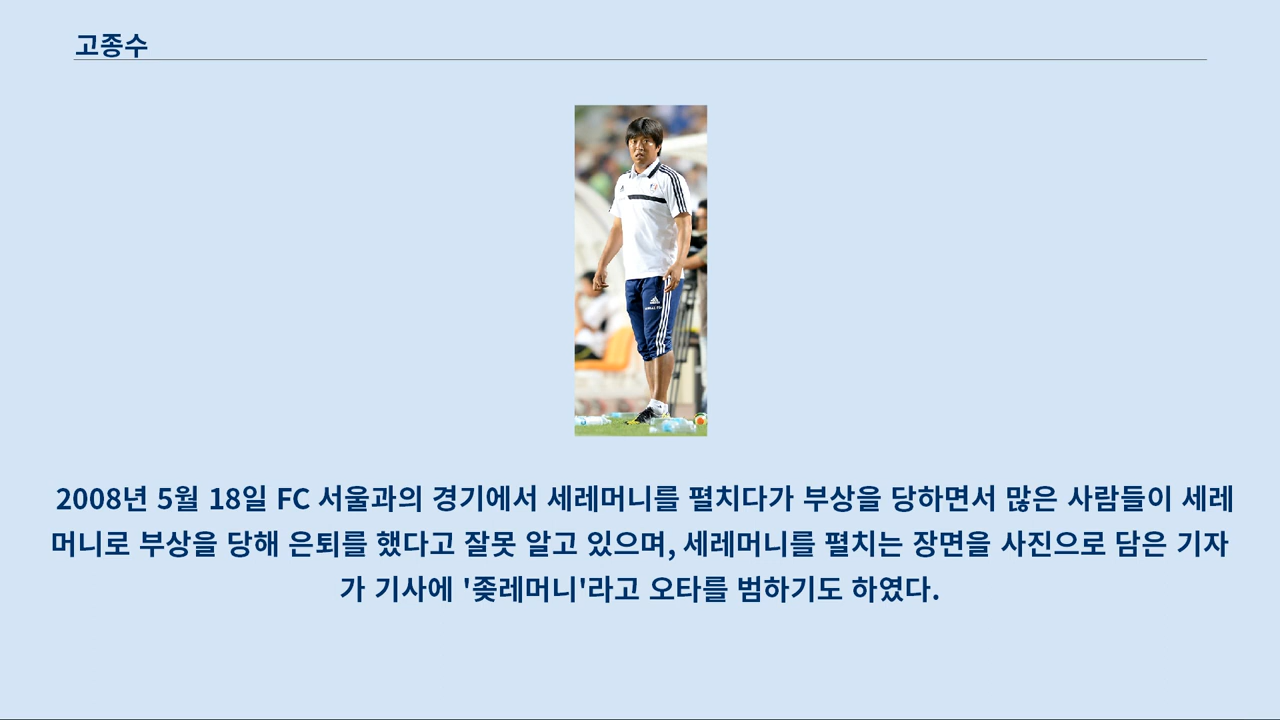 고종수
2008년 5월 18일 FC 서울과의 경기에서 세레머니를 펼치다가 부상을 당하면서 많은 사람들이 세레
머니로 부상을 당해 은퇴를 했다고 잘못 알고 있으며, 세레머니를 펼치는 장면을 사진으로 담은 기자
가 기사에 '좆레머니'라고 오타를 범하기도 하였다.